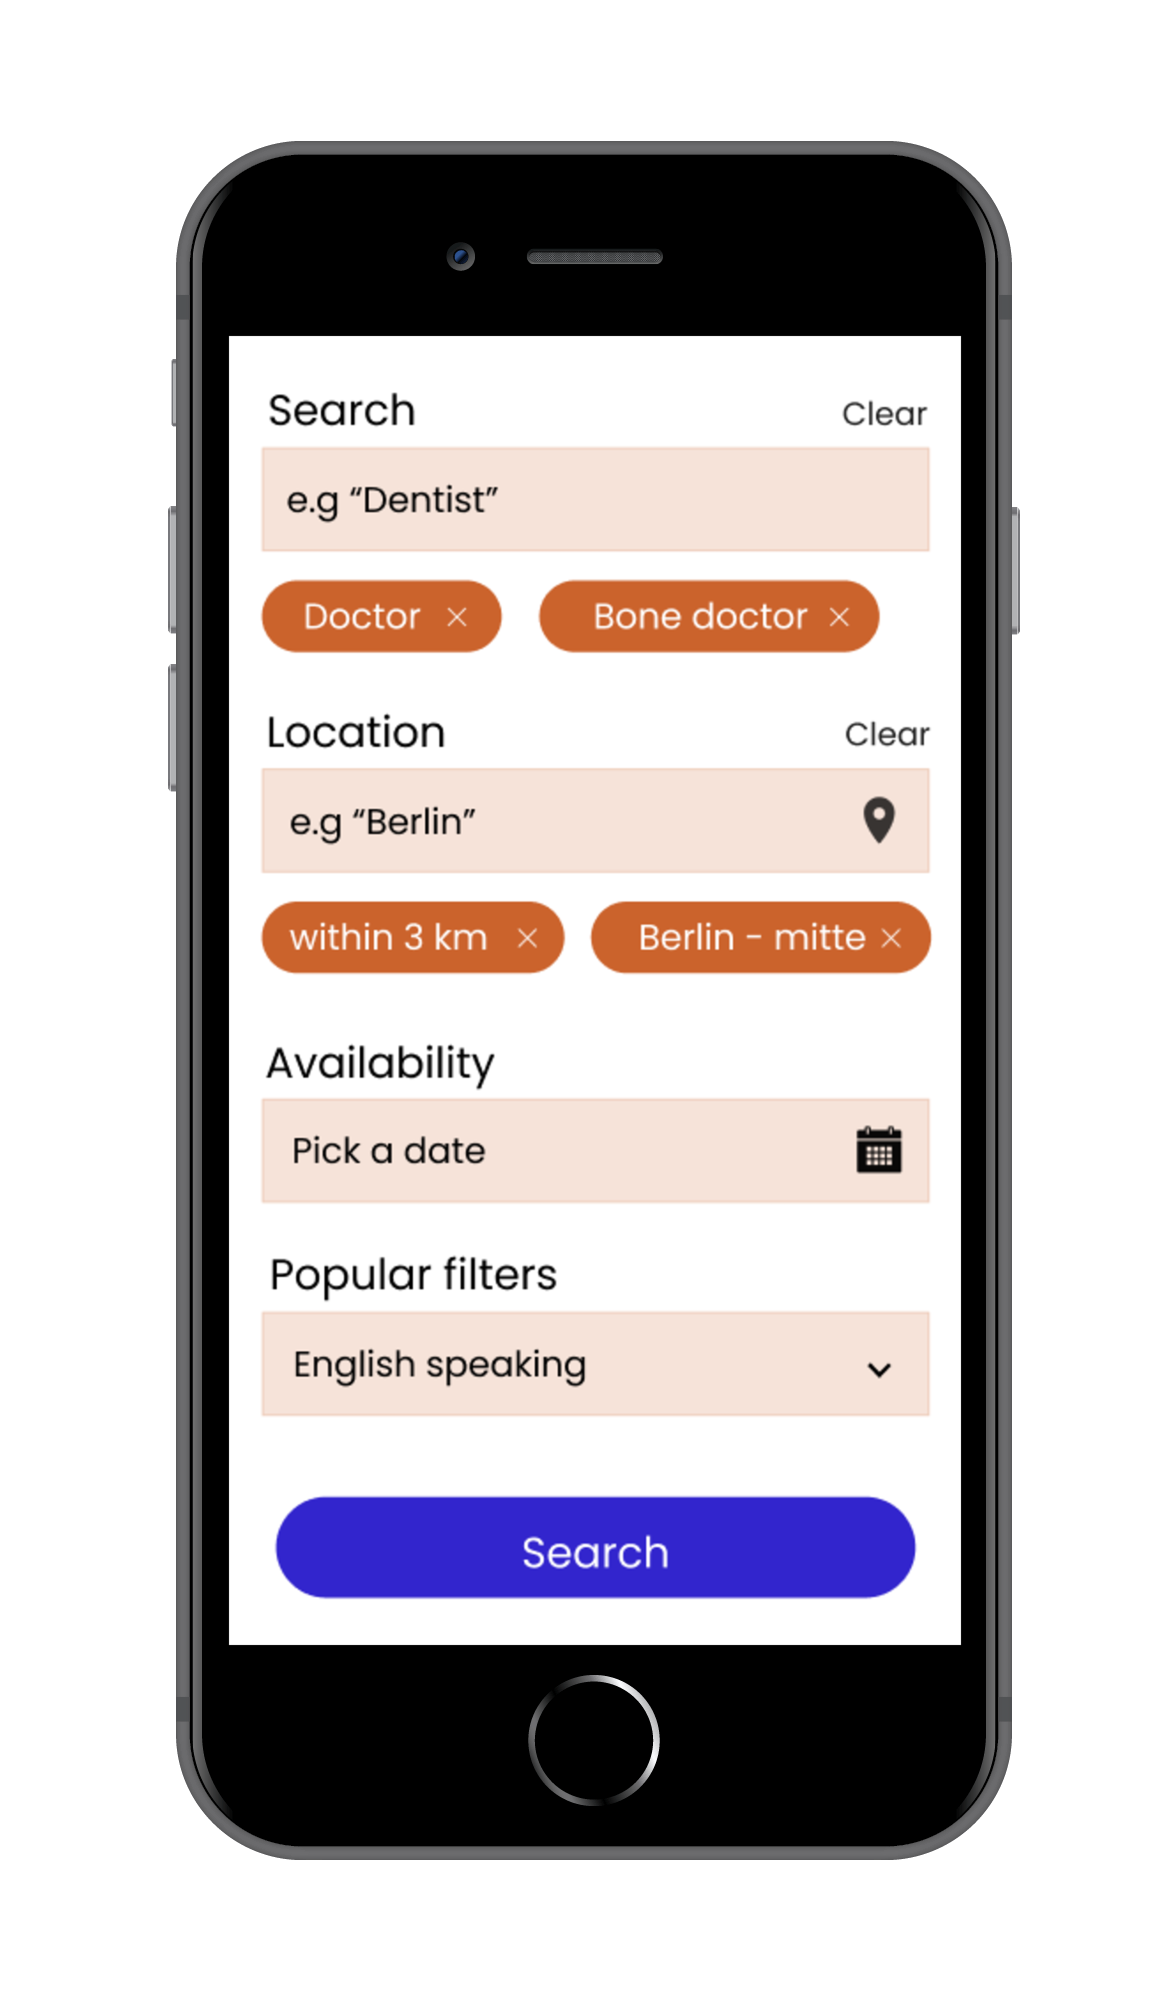 Search Clear
e.g “Dentist”
Doctor × Bone doctor ×
Location Clear
e.g “Berlin”
within 3 km × Berlin - mitte ×
Availability
Pick a date
Popular filters
English speaking
Search